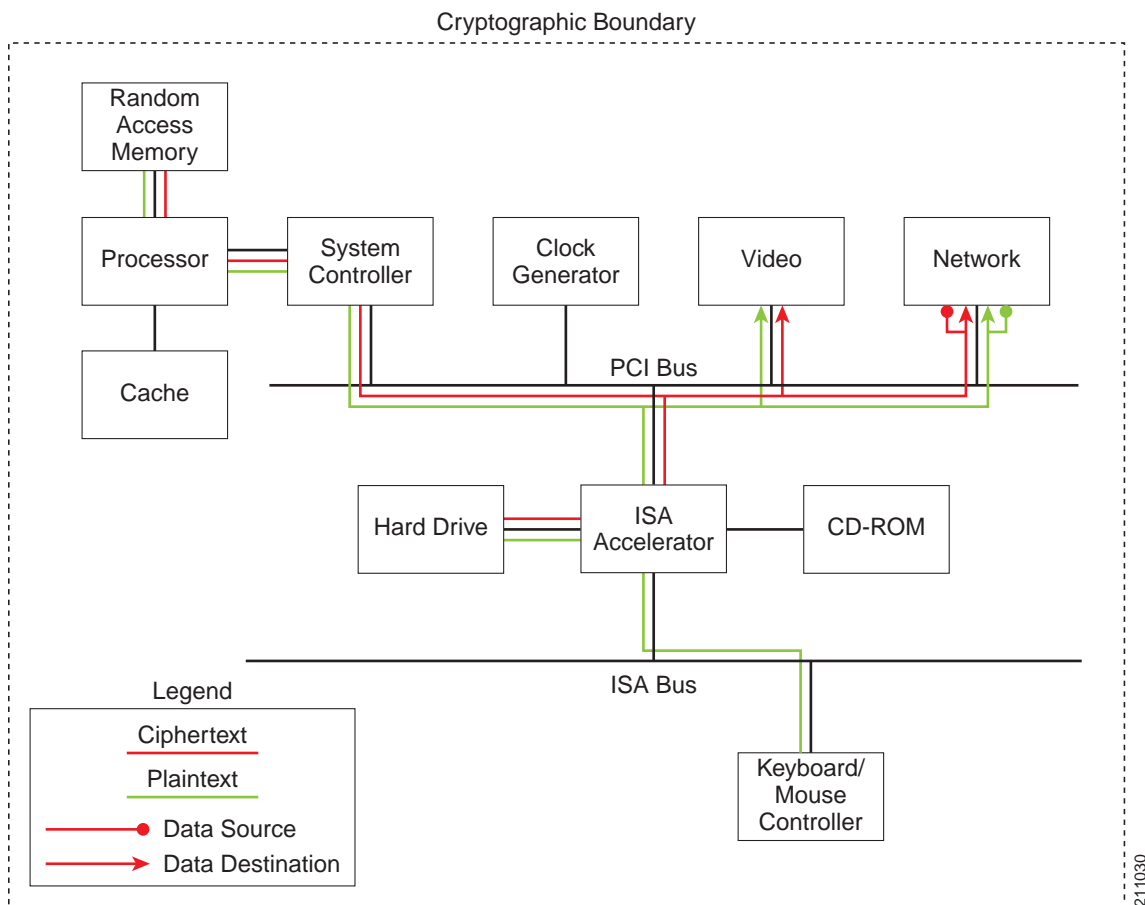 Cryptographic Boundary
Random
Access
Memory
Processor
System
Controller
Clock
Generator
Video
Network
Cache
PCI Bus
Hard Drive
ISA
Accelerator
CD-ROM
ISA Bus
Legend
Ciphertext
Plaintext
Data Source
Data Destination
Keyboard/
Mouse
Controller
211030